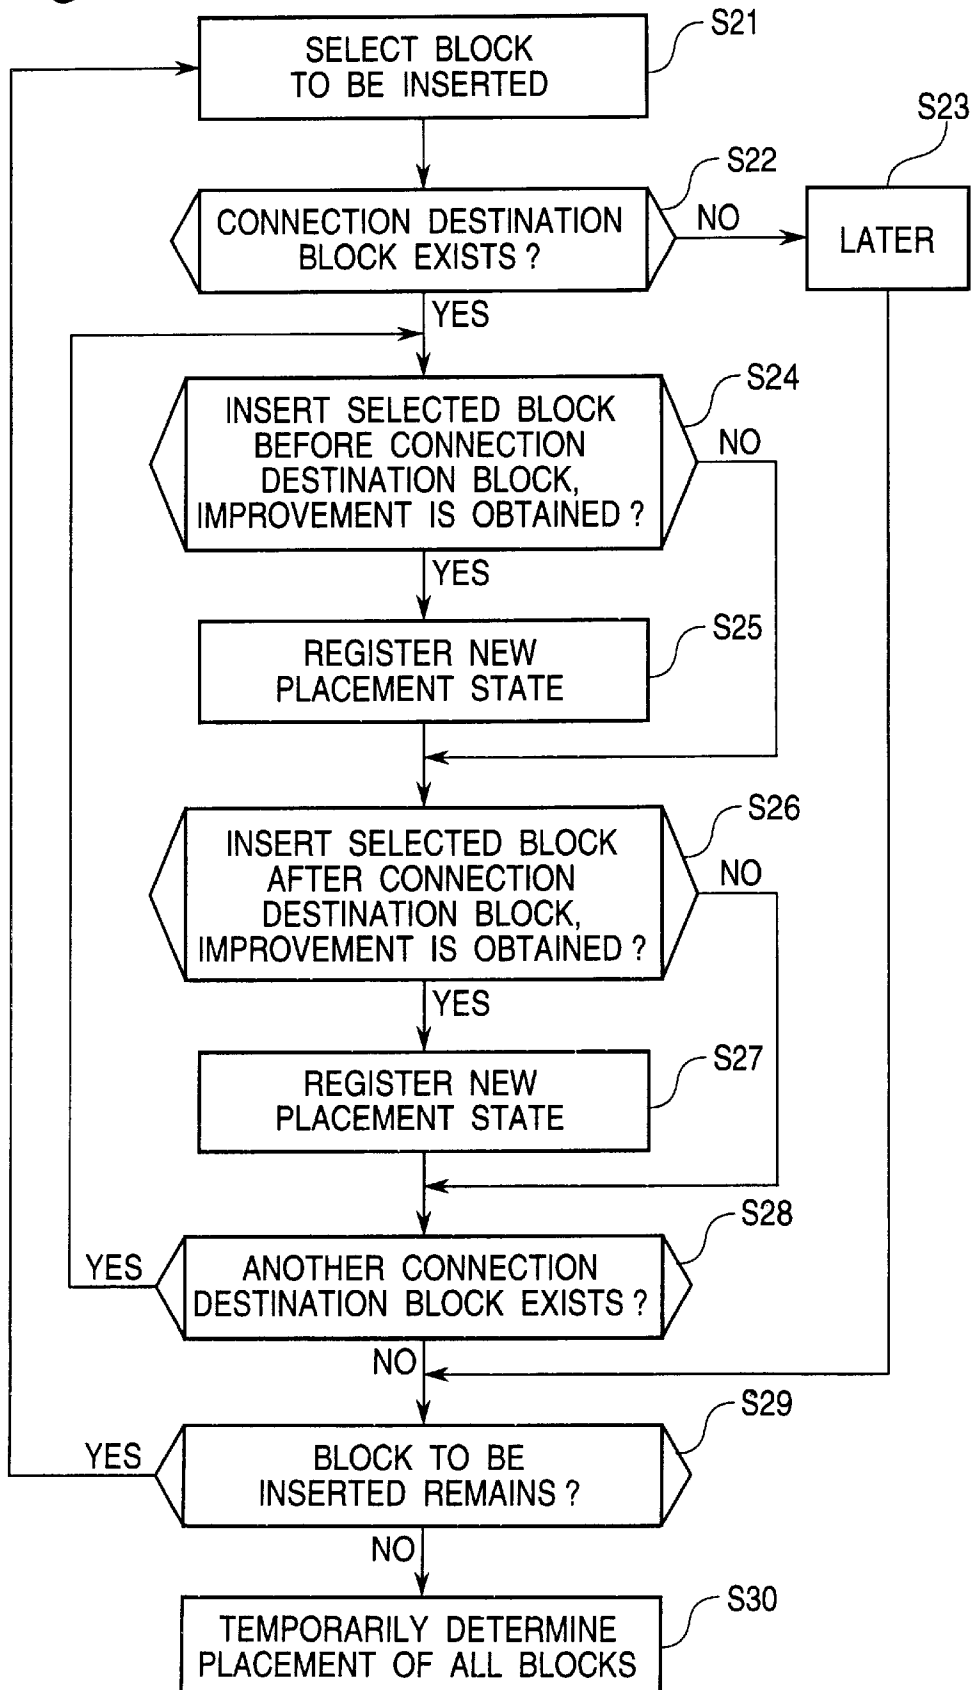 S21
SELECT BLOCK
TO BE INSERTED
S22
S23
CONNECTION DESTINATION
BLOCK EXISTS ?
NO
LATER
YES
S24
INSERT SELECTED BLOCK
BEFORE CONNECTION
DESTINATION BLOCK,
IMPROVEMENT IS OBTAINED ?
NO
YES
S25
REGISTER NEW
PLACEMENT STATE
S26
INSERT SELECTED BLOCK
AFTER CONNECTION
DESTINATION BLOCK,
IMPROVEMENT IS OBTAINED ?
NO
YES
S27
REGISTER NEW
PLACEMENT STATE
S28
YES
ANOTHER CONNECTION
DESTINATION BLOCK EXISTS ?
NO
S29
YES
BLOCK TO BE
INSERTED REMAINS ?
NO
S30
TEMPORARILY DETERMINE
PLACEMENT OF ALL BLOCKS